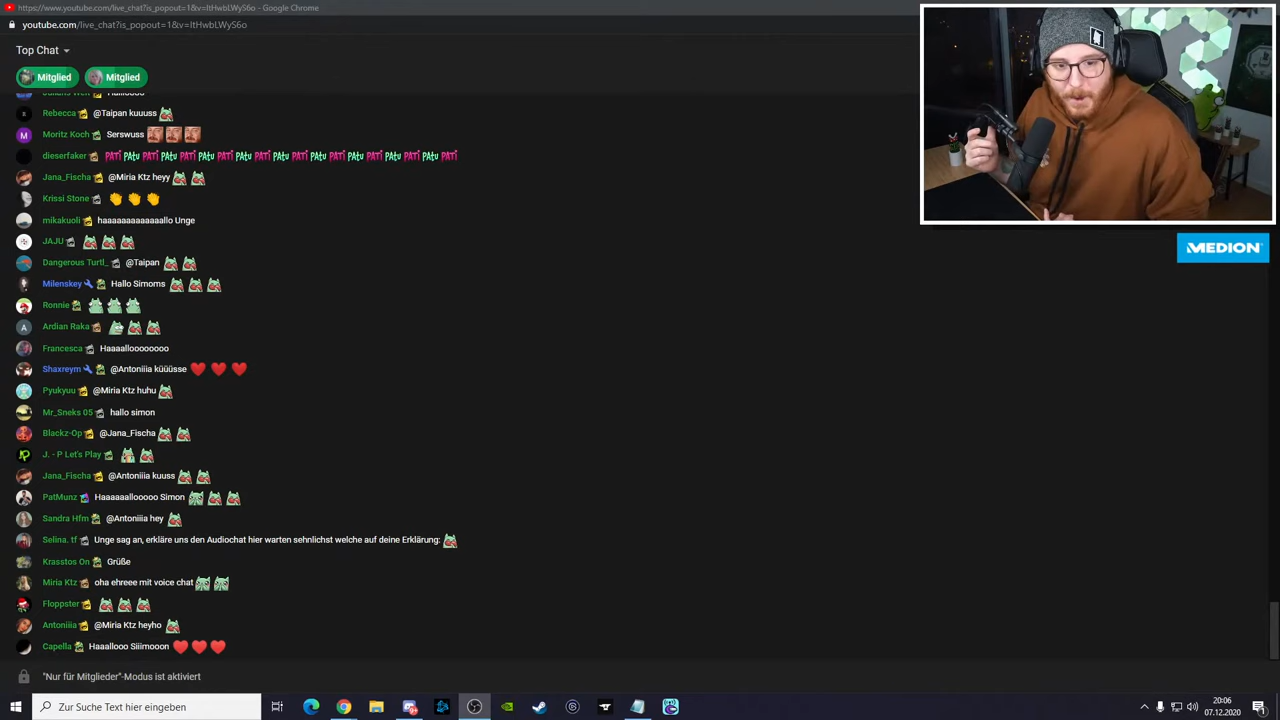 https://www.youtube.com/live_chat?is_popout=1&v=ItHwbLWyS6o - Google Chrome
youtube.com/live_chat?is_popout=1&v=ItHwbLWyS6o
Top Chat
Mitglied Mitglied
Rebecca @Taipan kuuuss
Moritz Koch Serswuss
dieserfaker PATI PATU PATI PATU PATI PATU PATI PATU PATI PATU PATI PATU PATI PATU PATI PATU PATI PATU PATI
Jana_Fischa @Miria Ktz heyy
Krissi Stone
mikakuoli haaaaaaaaaaaaallo Unge
JAJU
Dangerous Turtl_ @Taipan
Milenskey Hallo Simoms
Ronnie
Ardian Raka
Francesca Haaaalloooooooo
Shaxreym @Antoniiia küüüsse
Pyukyuu @Miria Ktz huhu
Mr_Sneks 05 hallo simon
Blackz-Op @Jana_Fischa
J. - P Let's Play
Jana_Fischa @Antoniiia kuuss
PatMunz Haaaaaallooooo Simon
Sandra Hfm @Antoniiia hey
Selina. tf Unge sag an, erkläre uns den Audiochat hier warten sehnlichst welche auf deine Erklärung:
Krasstos On Grüße
Miria Ktz oha ehreee mit voice chat
Floppster
Antoniiia @Miria Ktz heyho
Capella Haaallooo Siiimooon
"Nur für Mitglieder"-Modus ist aktiviert
MEDION
Zur Suche Text hier eingeben
20:06
07.12.2020